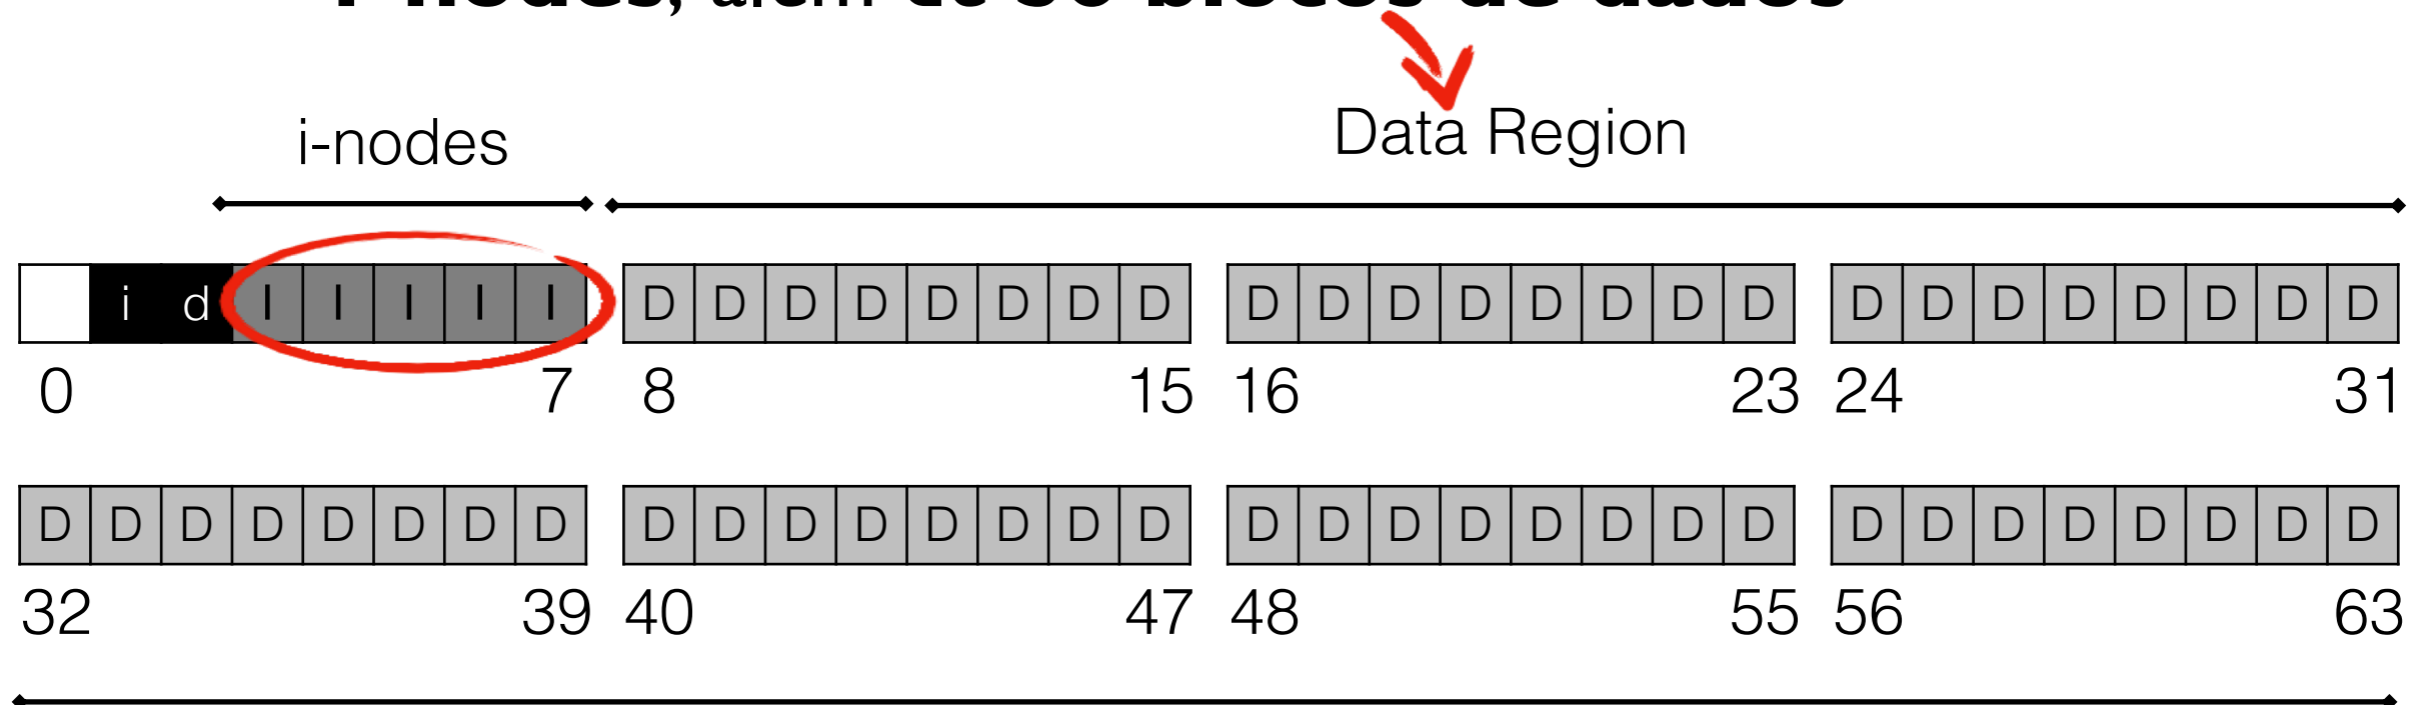 i-nodes
Data Region
i d I I I I I D D D D D D D D D D D D D D D D D D D D D D D D
0 7 8 15 16 23 24 31
D D D D D D D D D D D D D D D D D D D D D D D D D D D D D D D D
32 39 40 47 48 55 56 63